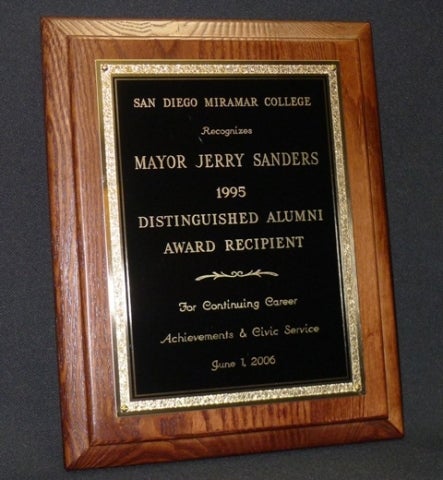 SAN DIEGO MIRAMAR COLLEGE
Recognizes
MAYOR JERRY SANDERS
1995
DISTINGUISHED ALUMNI
AWARD RECIPIENT
For Continuing Career
Achievements & Civic Service
June 1, 2006